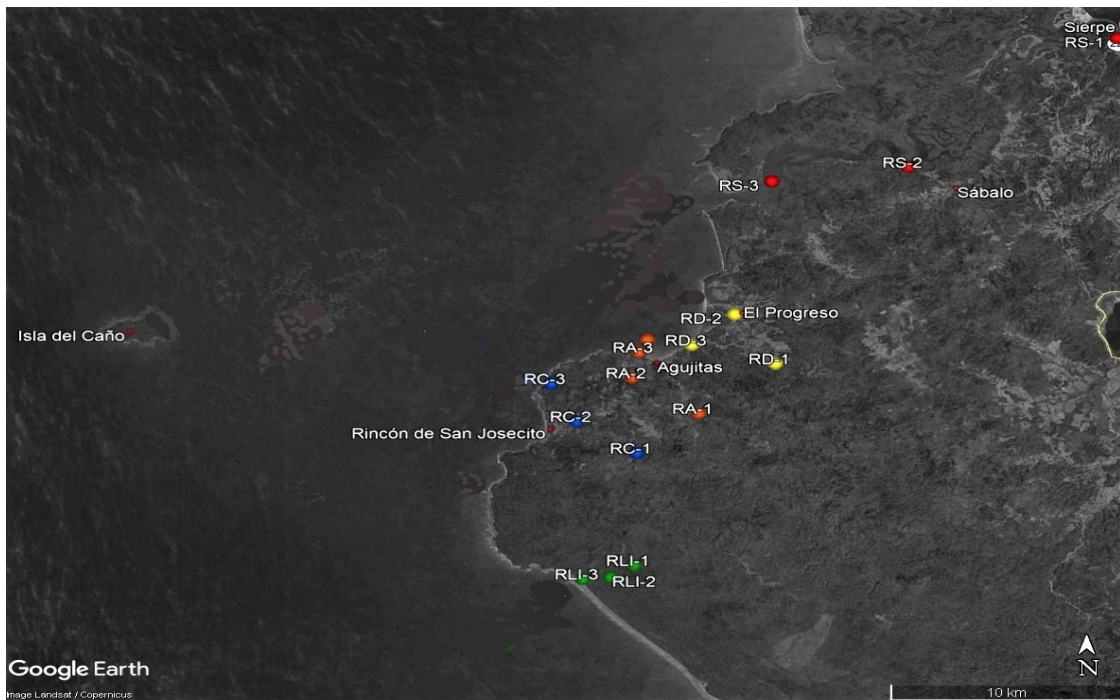 Sierpe
RS-1
RS-2
RS-3
Sábalo
El Progreso
RD-2
Isla del Caño
RD-3
RA-3
RD-1
Agujitas
RA-2
RC-3
RA-1
RC-2
Rincón de San Josecito
RC-1
RLI-1
RLI-3
RLI-2
N
Google Earth
10 km
Image Landsat / Copernicus